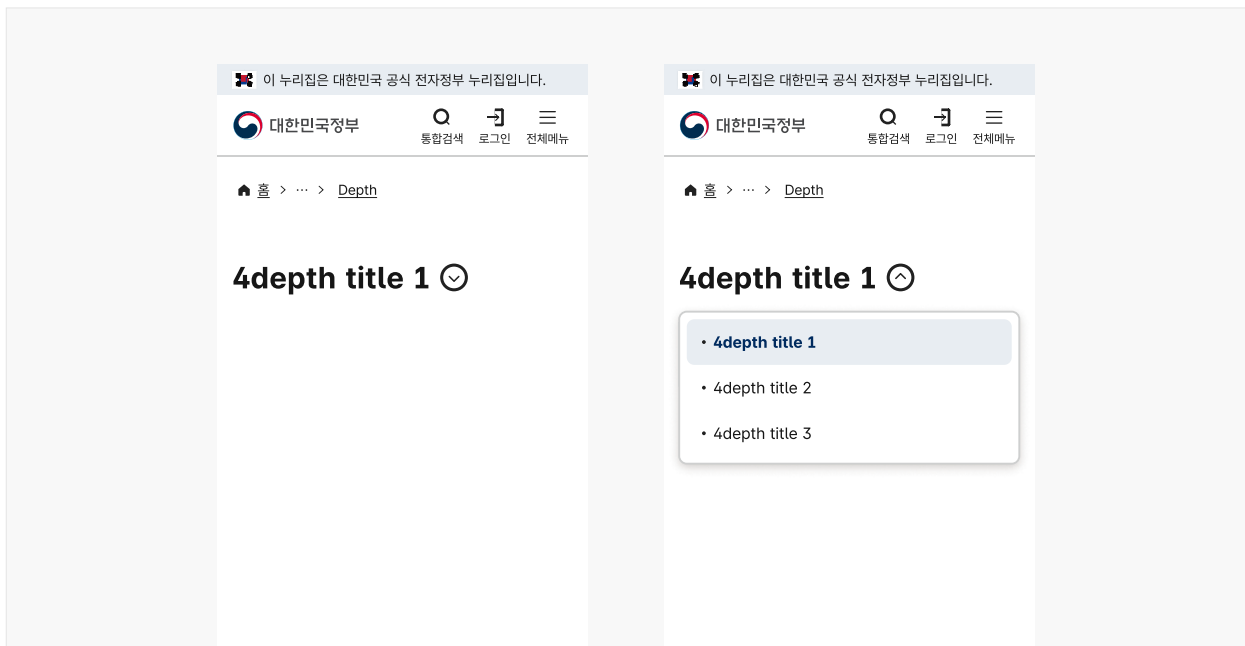 이 누리집은 대한민국 공식 전자정부 누리집입니다.
대한민국정부
통합검색 로그인 전체메뉴
홈 > ··· > Depth
4depth title 1
이 누리집은 대한민국 공식 전자정부 누리집입니다.
대한민국정부
통합검색 로그인 전체메뉴
홈 > ··· > Depth
4depth title 1
• 4depth title 1
• 4depth title 2
• 4depth title 3